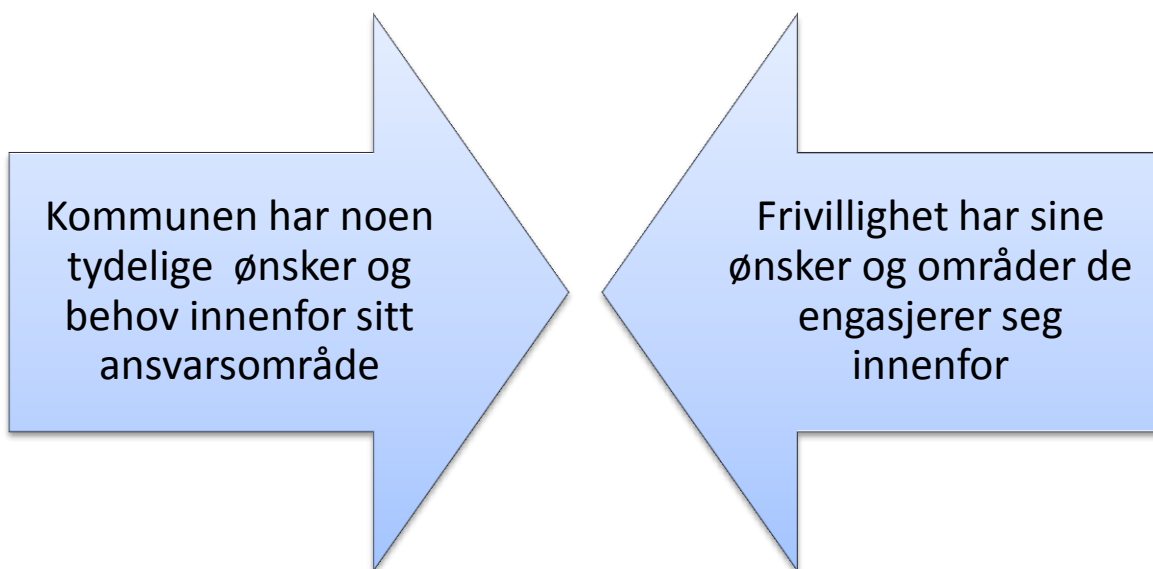 Kommunen har noen
tydelige  ønsker og
behov innenfor sitt
ansvarsområde
Frivillighet har sine
ønsker og områder de
engasjerer seg
innenfor